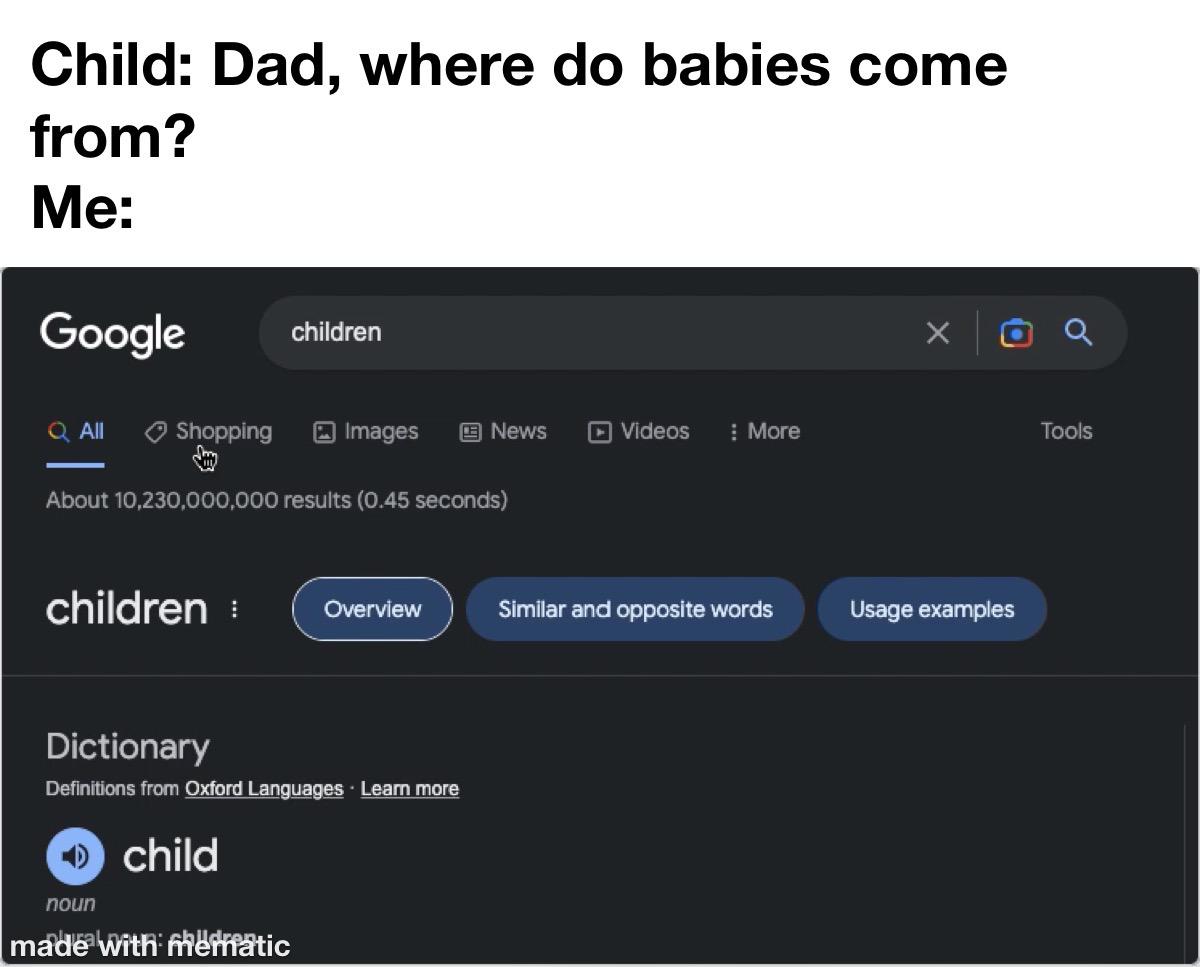 Child: Dad, where do babies come
from?
Me:
Google children
All Shopping Images News Videos More Tools
About 10,230,000,000 results (0.45 seconds)
children Overview Similar and opposite words Usage examples
Dictionary
Definitions from Oxford Languages · Learn more
child
noun
plural noun: children
made with mematic